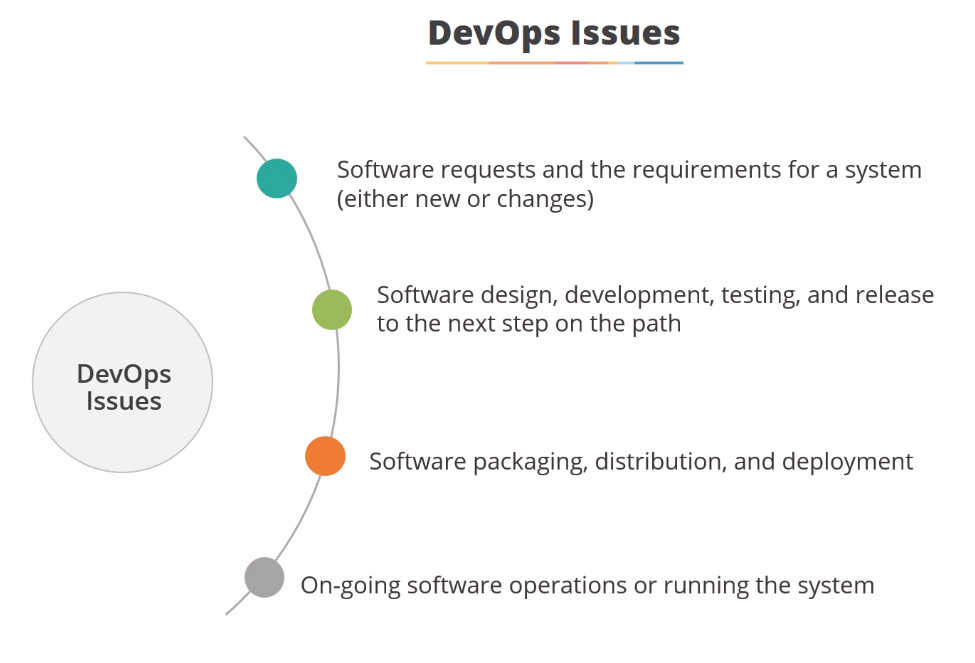 DevOps Issues
Software requests and the requirements for a system
(either new or changes)
Software design, development, testing, and release
to the next step on the path
DevOps
Issues
Software packaging, distribution, and deployment
On-going software operations or running the system